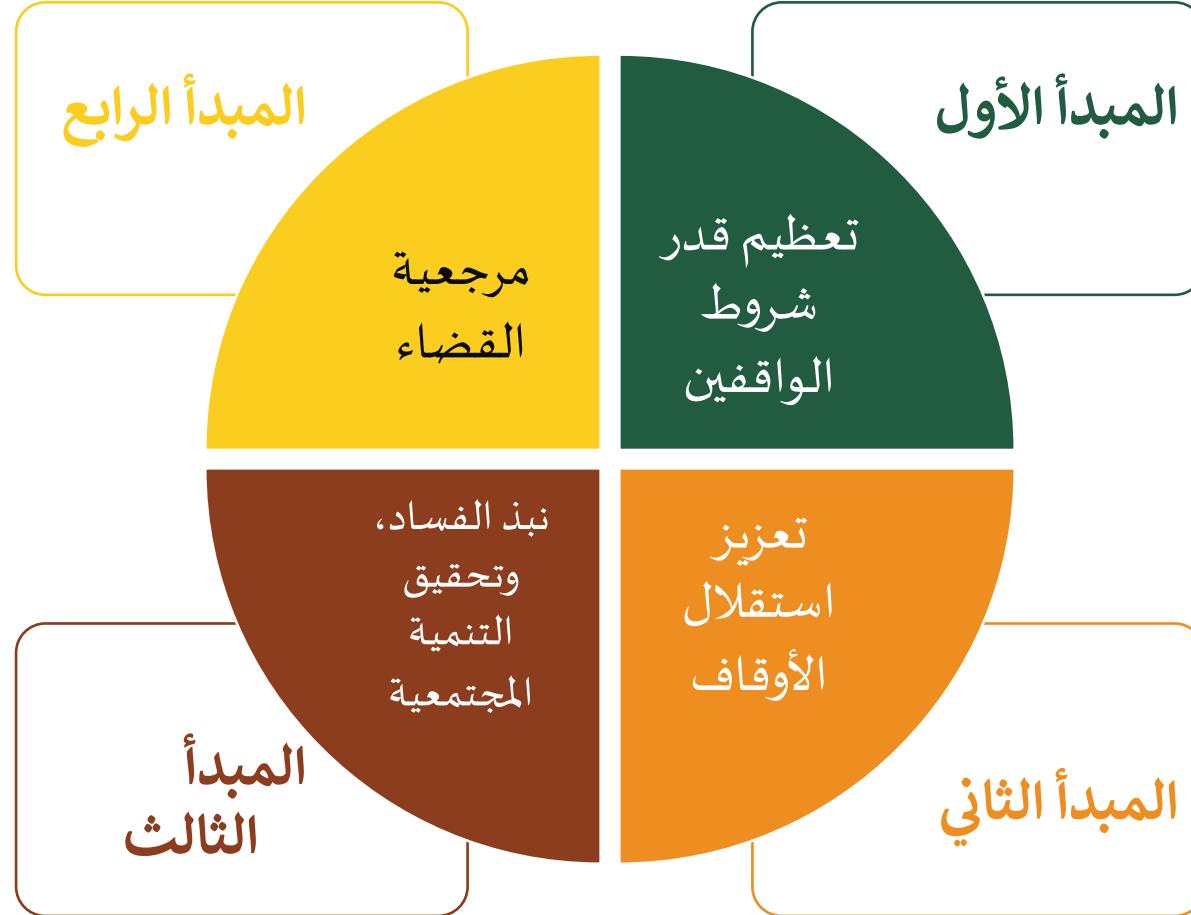 المبدأ الأول
تعظيم قدر
شروط
الواقفين
المبدأ الثاني
تعزيز
استقلال
الأوقاف
المبدأ
الثالث
نبذ الفساد،
وتحقيق
التنمية
المجتمعية
المبدأ الرابع
مرجعية
القضاء